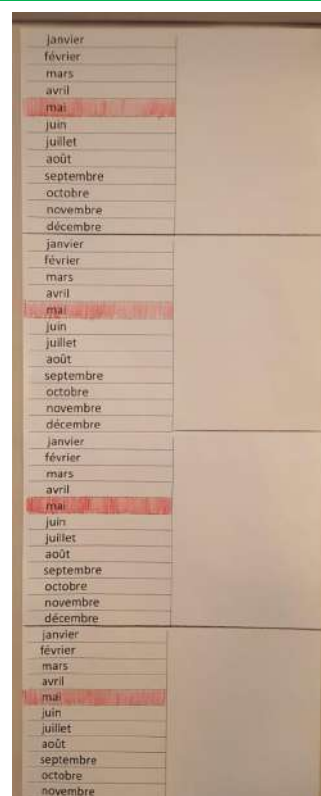 janvier
février
mars
avril
mai
juin
juillet
août
septembre
octobre
novembre
décembre
janvier
février
mars
avril
mai
juin
juillet
août
septembre
octobre
novembre
décembre
janvier
février
mars
avril
mai
juin
juillet
août
septembre
octobre
novembre
décembre
janvier
février
mars
avril
mai
juin
juillet
août
septembre
octobre
novembre